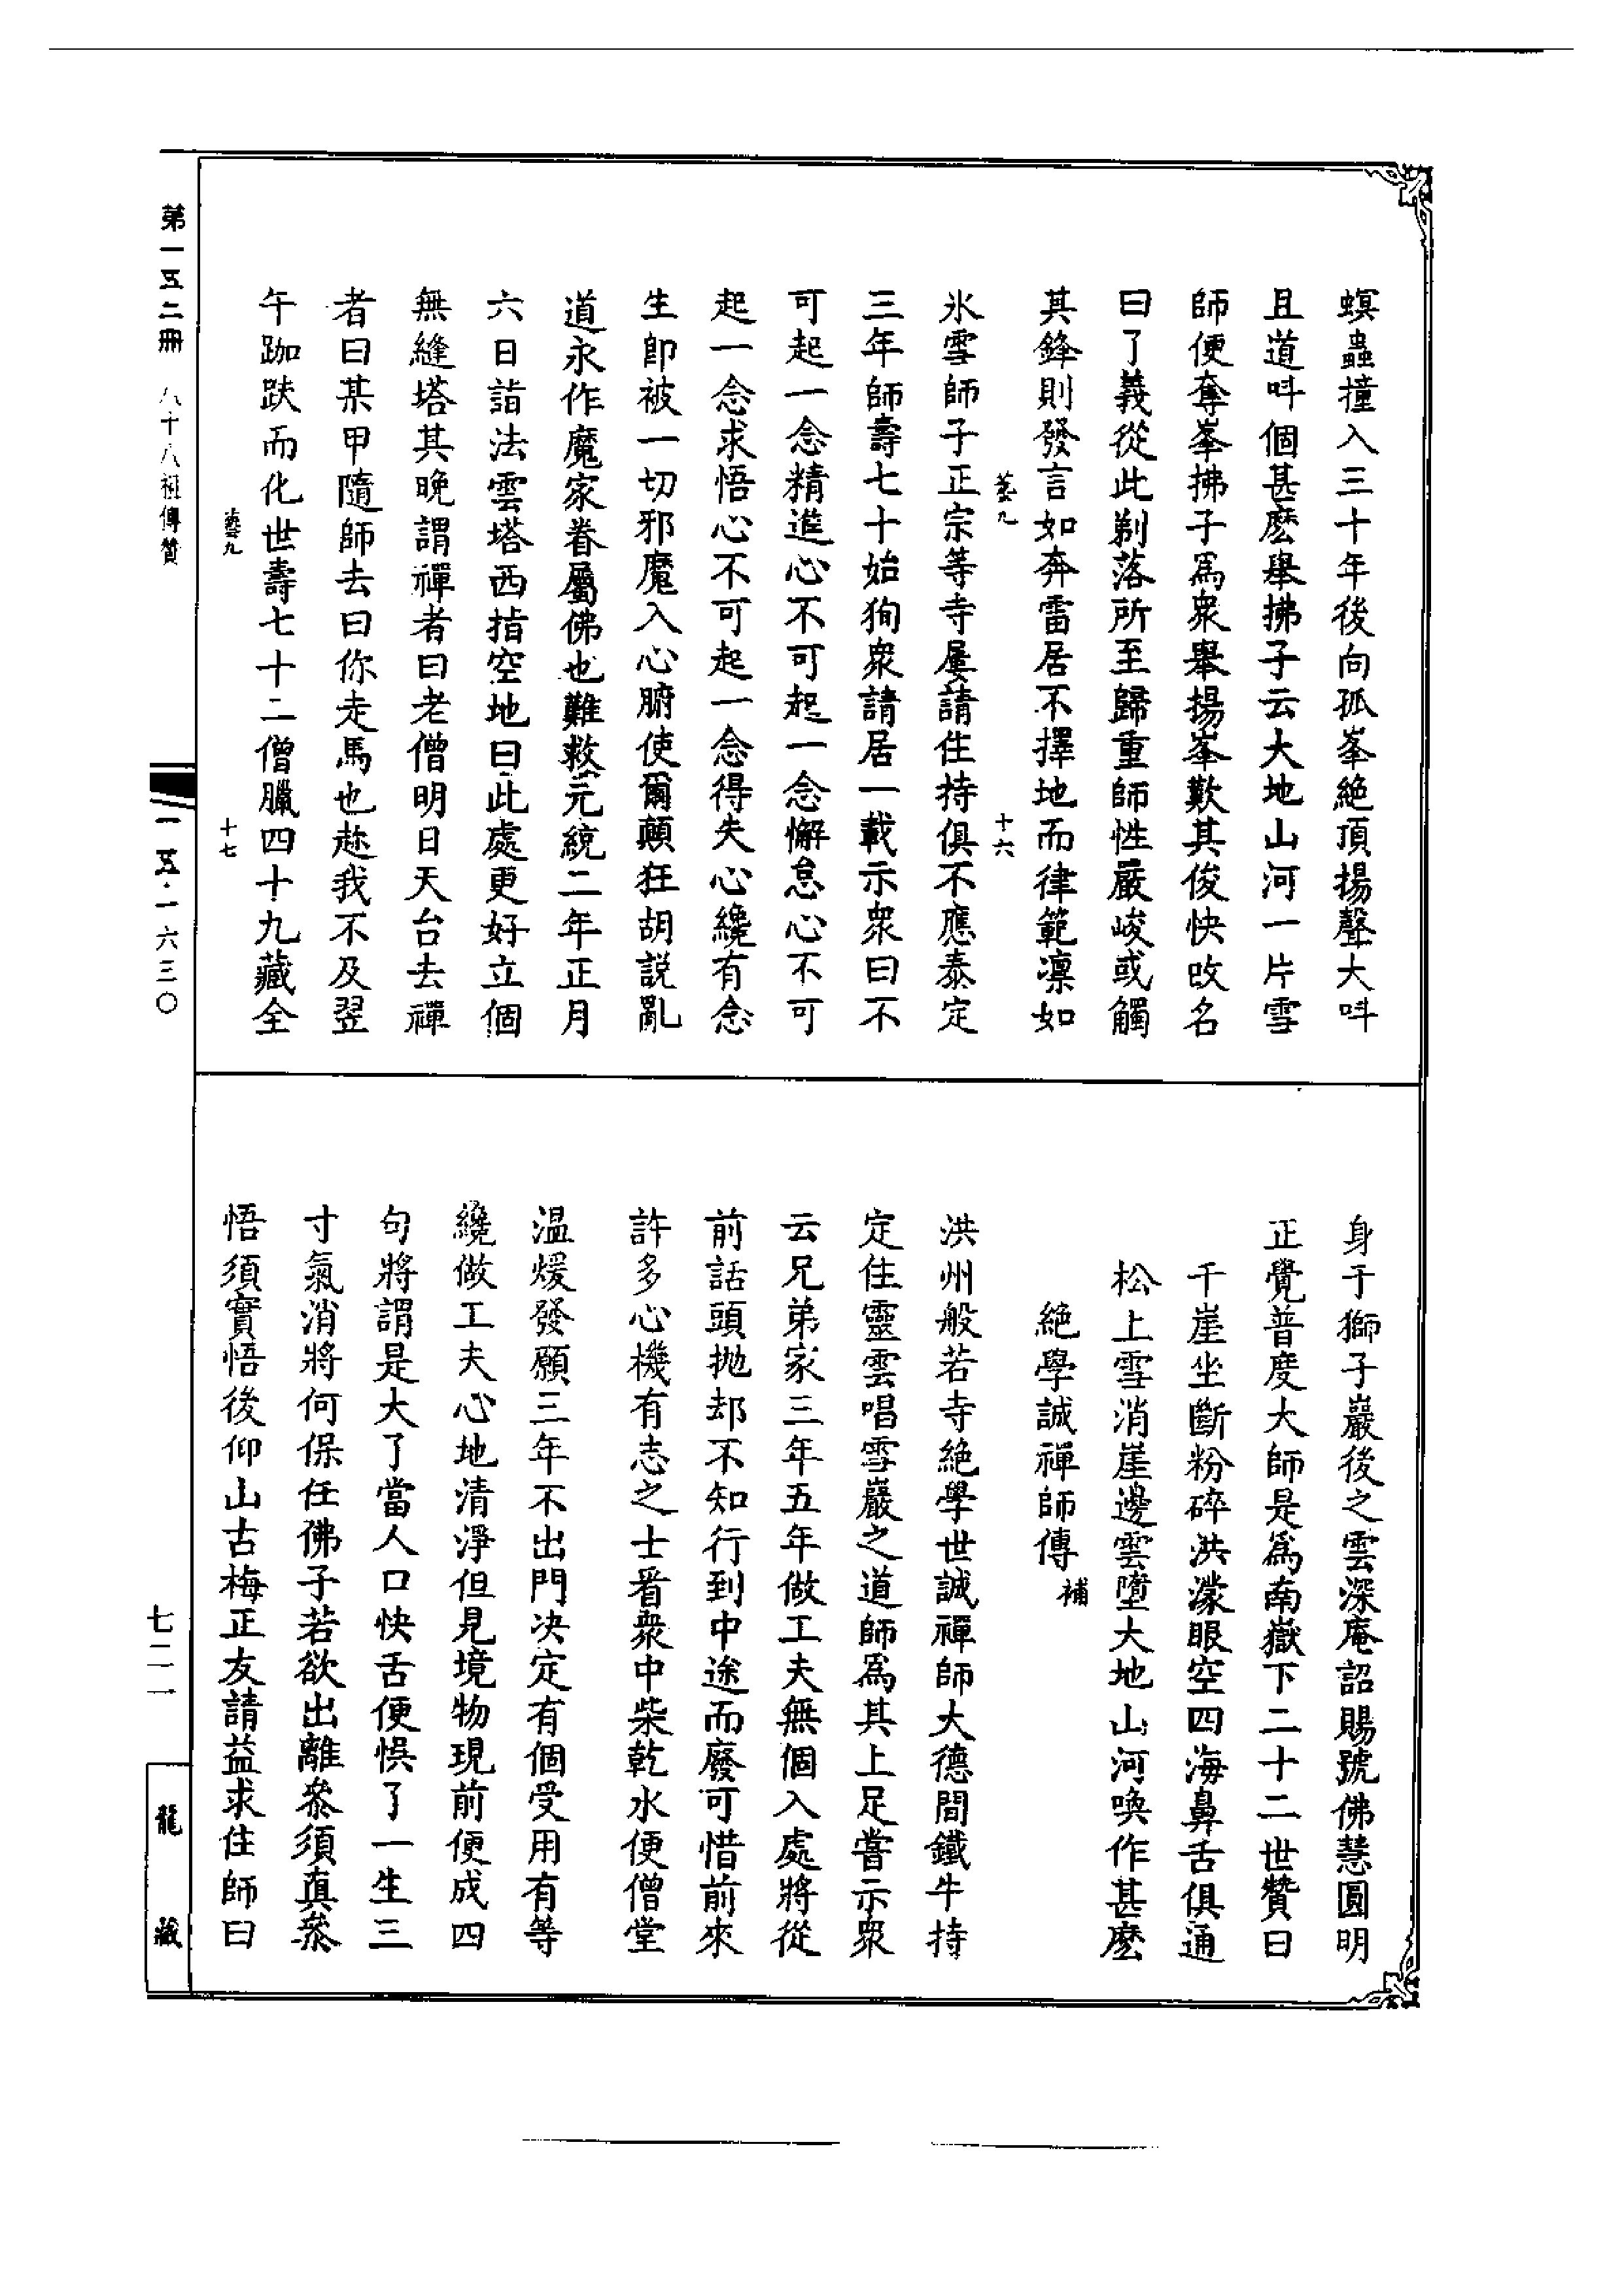 螟蟲撞入三十年後向孤峯絶頂揚聲大呌
且道呌個甚麽舉拂子云大地山河一片雪
師便奪峯拂子爲衆舉揚峯歎其俊快改名
曰了義從此剃落所至歸重師性嚴峻或觸
其鋒則發言如奔雷居不擇地而律範凛如
藝九
十六
氷雪師子正宗等寺屢請住持俱不應泰定
三年師壽七十始狥衆請居一載示衆曰不
可起一念精進心不可起一念懈怠心不可
起一念求悟心不可起一念得失心纔有念
生卽被一切邪魔入心腑使爾顛狂胡説亂
道永作魔家眷屬佛也難救元統二年正月
六日詣法雲塔西指空地曰此處更好立個
無縫塔其晚謂禪者曰老僧明日天台去禪
者曰某甲隨師去曰你走馬也趂我不及翌
午跏趺而化世壽七十二僧臘四十九藏全
藝九
十七
身于獅子巖後之雲深庵詔賜號佛慧圓明
正覺普度大師是爲南嶽下二十二世贊曰
千崖坐斷粉碎洪濛眼空四海鼻舌俱通
松上雪消崖邊雲墮大地山河喚作甚麽
絶學誠禪師傳 補
洪州般若寺絶學世誠禪師大德間鐵牛持
定住靈雲唱雪巖之道師爲其上足嘗示衆
云兄弟家三年五年做工夫無個入處將從
前話頭抛却不知行到中途而廢可惜前來
許多心機有志之士看衆中柴乾水便僧堂
温煖發願三年不出門决定有個受用有等
纔做工夫心地清淨但見境物現前便成四
句將謂是大了當人口快舌便悞了一生三
寸氣消將何保任佛子若欲出離叅須真叅
悟須實悟後仰山古梅正友請益求住師曰
第一五二冊 八十八祖傳贊
一五·一六三〇
七二一
龍藏